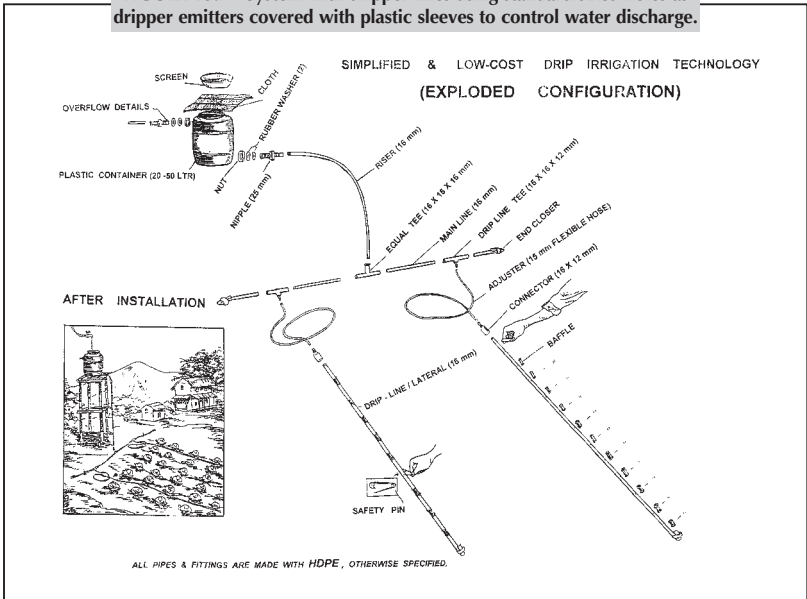 dripper emitters covered with plastic sleeves to control water discharge.
SIMPLIFIED & LOW-COST DRIP IRRIGATION TECHNOLOGY
(EXPLODED CONFIGURATION)
SCREEN
CLOTH
RUBBER WASHER (2)
OVERFLOW DETAILS
PLASTIC CONTAINER (20 -50 LTR)
NUT
NIPPLE (25 mm)
RISER (16 mm)
EQUAL TEE (16 X 16 X 16 mm)
MAIN LINE (16 mm)
DRIP LINE TEE (16 X 16 X 12 mm)
END CLOSER
ADJUSTER (15 mm FLEXIBLE HOSE)
CONNECTOR (16 X 12 mm)
BAFFLE
AFTER INSTALLATION
DRIP - LINE / LATERAL (16 mm)
SAFETY PIN
ALL PIPES & FITTINGS ARE MADE WITH HDPE, OTHERWISE SPECIFIED.